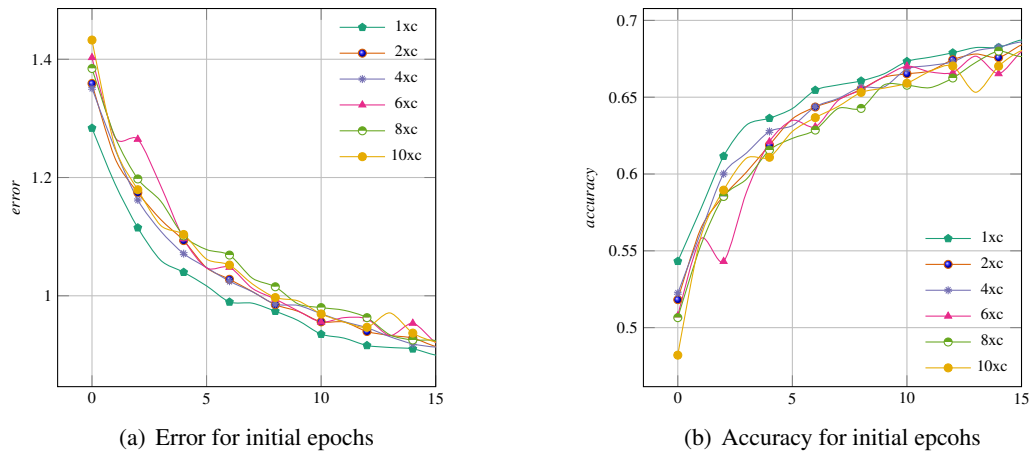 error
1.4
1.2
1
0
5
10
15
1xc
2xc
4xc
6xc
8xc
10xc
(a) Error for initial epochs
accuracy
0.7
0.65
0.6
0.55
0.5
0
5
10
15
1xc
2xc
4xc
6xc
8xc
10xc
(b) Accuracy for initial epcohs